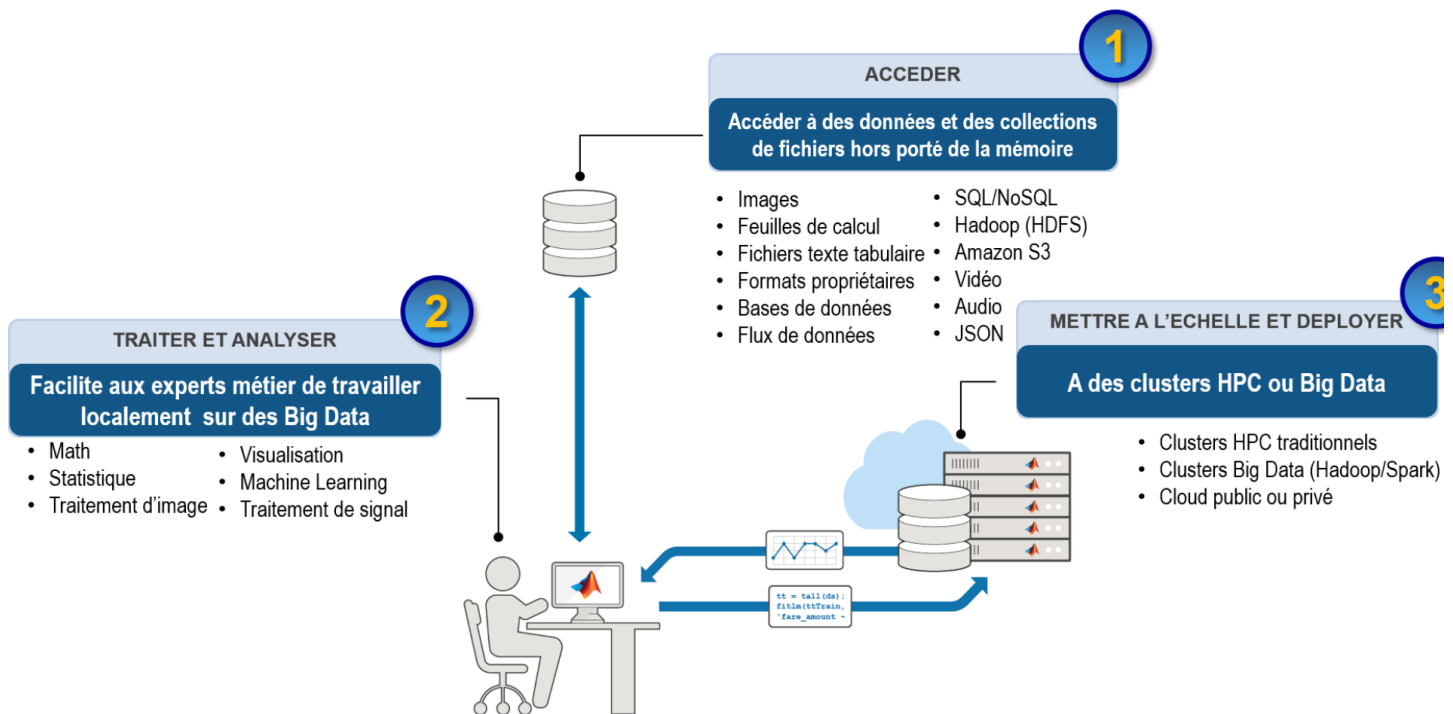 1
ACCEDER
Accéder à des données et des collections
de fichiers hors porté de la mémoire
• Images
• Feuilles de calcul
• Fichiers texte tabulaire
• Formats propriétaires
• Bases de données
• Flux de données
• SQL/NoSQL
• Hadoop (HDFS)
• Amazon S3
• Vidéo
• Audio
• JSON
2
TRAITER ET ANALYSER
Facilite aux experts métier de travailler
localement sur des Big Data
• Math
• Statistique
• Traitement d'image
• Visualisation
• Machine Learning
• Traitement de signal
3
METTRE A L'ECHELLE ET DEPLOYER
A des clusters HPC ou Big Data
• Clusters HPC traditionnels
• Clusters Big Data (Hadoop/Spark)
• Cloud public ou privé
tt = tall(ds);
fitlm(ttTrain,
'fare_amount ~